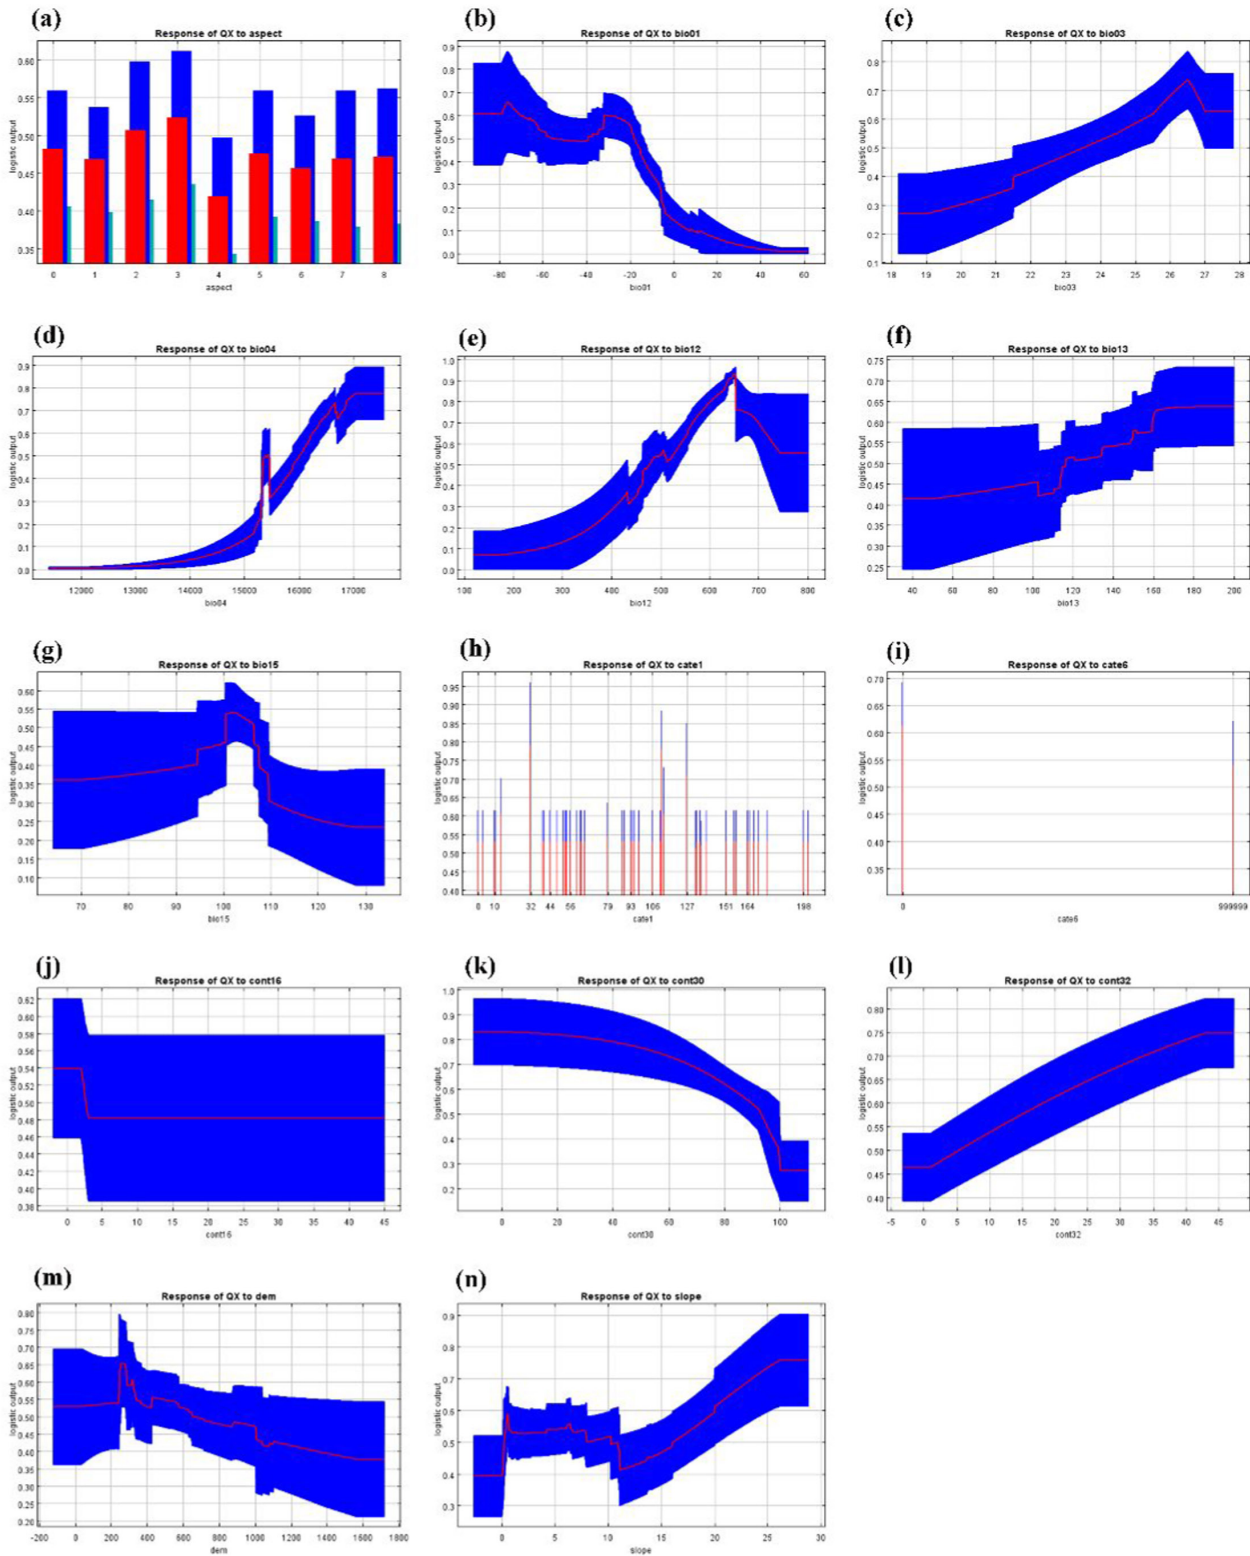 (a)
Response of QX to aspect
logistic output
0.60
0.55
0.50
0.45
0.40
0.35
0 1 2 3 4 5 6 7 8
aspect
(b)
Response of QX to bio01
logistic output
0.9
0.8
0.7
0.6
0.5
0.4
0.3
0.2
0.1
0.0
-80 -60 -40 -20 0 20 40 60
bio01
(c)
Response of QX to bio03
logistic output
0.8
0.7
0.6
0.5
0.4
0.3
0.2
0.1
18 19 20 21 22 23 24 25 26 27 28
bio03
(d)
Response of QX to bio04
logistic output
0.9
0.8
0.7
0.6
0.5
0.4
0.3
0.2
0.1
0.0
12000 13000 14000 15000 16000 17000
bio04
(e)
Response of QX to bio12
logistic output
1.0
0.9
0.8
0.7
0.6
0.5
0.4
0.3
0.2
0.1
0.0
100 200 300 400 500 600 700 800
bio12
(f)
Response of QX to bio13
logistic output
0.75
0.70
0.65
0.60
0.55
0.50
0.45
0.40
0.35
0.30
0.25
40 60 80 100 120 140 160 180 200
bio13
(g)
Response of QX to bio15
logistic output
0.60
0.55
0.50
0.45
0.40
0.35
0.30
0.25
0.20
0.15
0.10
70 80 90 100 110 120 130
bio15
(h)
Response of QX to cate1
logistic output
0.95
0.90
0.85
0.80
0.75
0.70
0.65
0.60
0.55
0.50
0.45
0.40
0 10 32 44 56 79 93 106 127 151 164 198
cate1
(i)
Response of QX to cate6
logistic output
0.70
0.65
0.60
0.55
0.50
0.45
0.40
0.35
0 999999
cate6
(j)
Response of QX to cont16
logistic output
0.62
0.60
0.58
0.56
0.54
0.52
0.50
0.48
0.46
0.44
0.42
0.40
0.38
0 5 10 15 20 25 30 35 40 45
cont16
(k)
Response of QX to cont30
logistic output
1.0
0.9
0.8
0.7
0.6
0.5
0.4
0.3
0.2
0 20 40 60 80 100
cont30
(l)
Response of QX to cont32
logistic output
0.80
0.75
0.70
0.65
0.60
0.55
0.50
0.45
0.40
-5 0 5 10 15 20 25 30 35 40 45
cont32
(m)
Response of QX to dem
logistic output
0.80
0.75
0.70
0.65
0.60
0.55
0.50
0.45
0.40
0.35
0.30
0.25
0.20
-200 0 200 400 600 800 1000 1200 1400 1600 1800
dem
(n)
Response of QX to slope
logistic output
0.9
0.8
0.7
0.6
0.5
0.4
0.3
0 5 10 15 20 25 30
slope